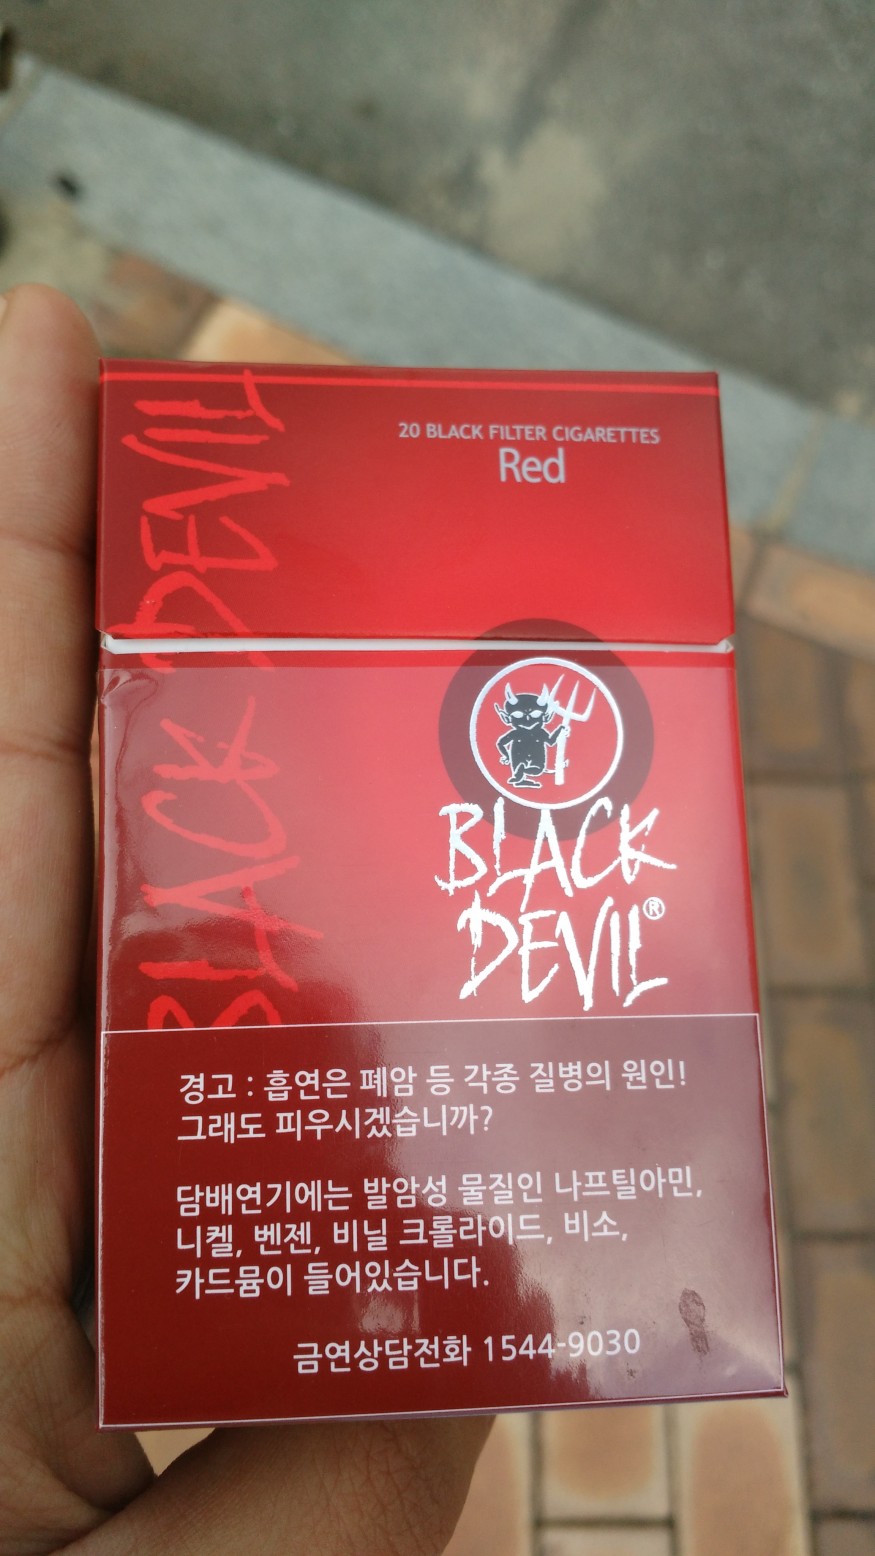 20 BLACK FILTER CIGARETTES
Red
BLACK DEVIL
BLACK
DEVIL®
경고 : 흡연은 폐암 등 각종 질병의 원인!
그래도 피우시겠습니까?
담배연기에는 발암성 물질인 나프틸아민,
니켈, 벤젠, 비닐 크롤라이드, 비소,
카드뮴이 들어있습니다.
금연상담전화 1544-9030